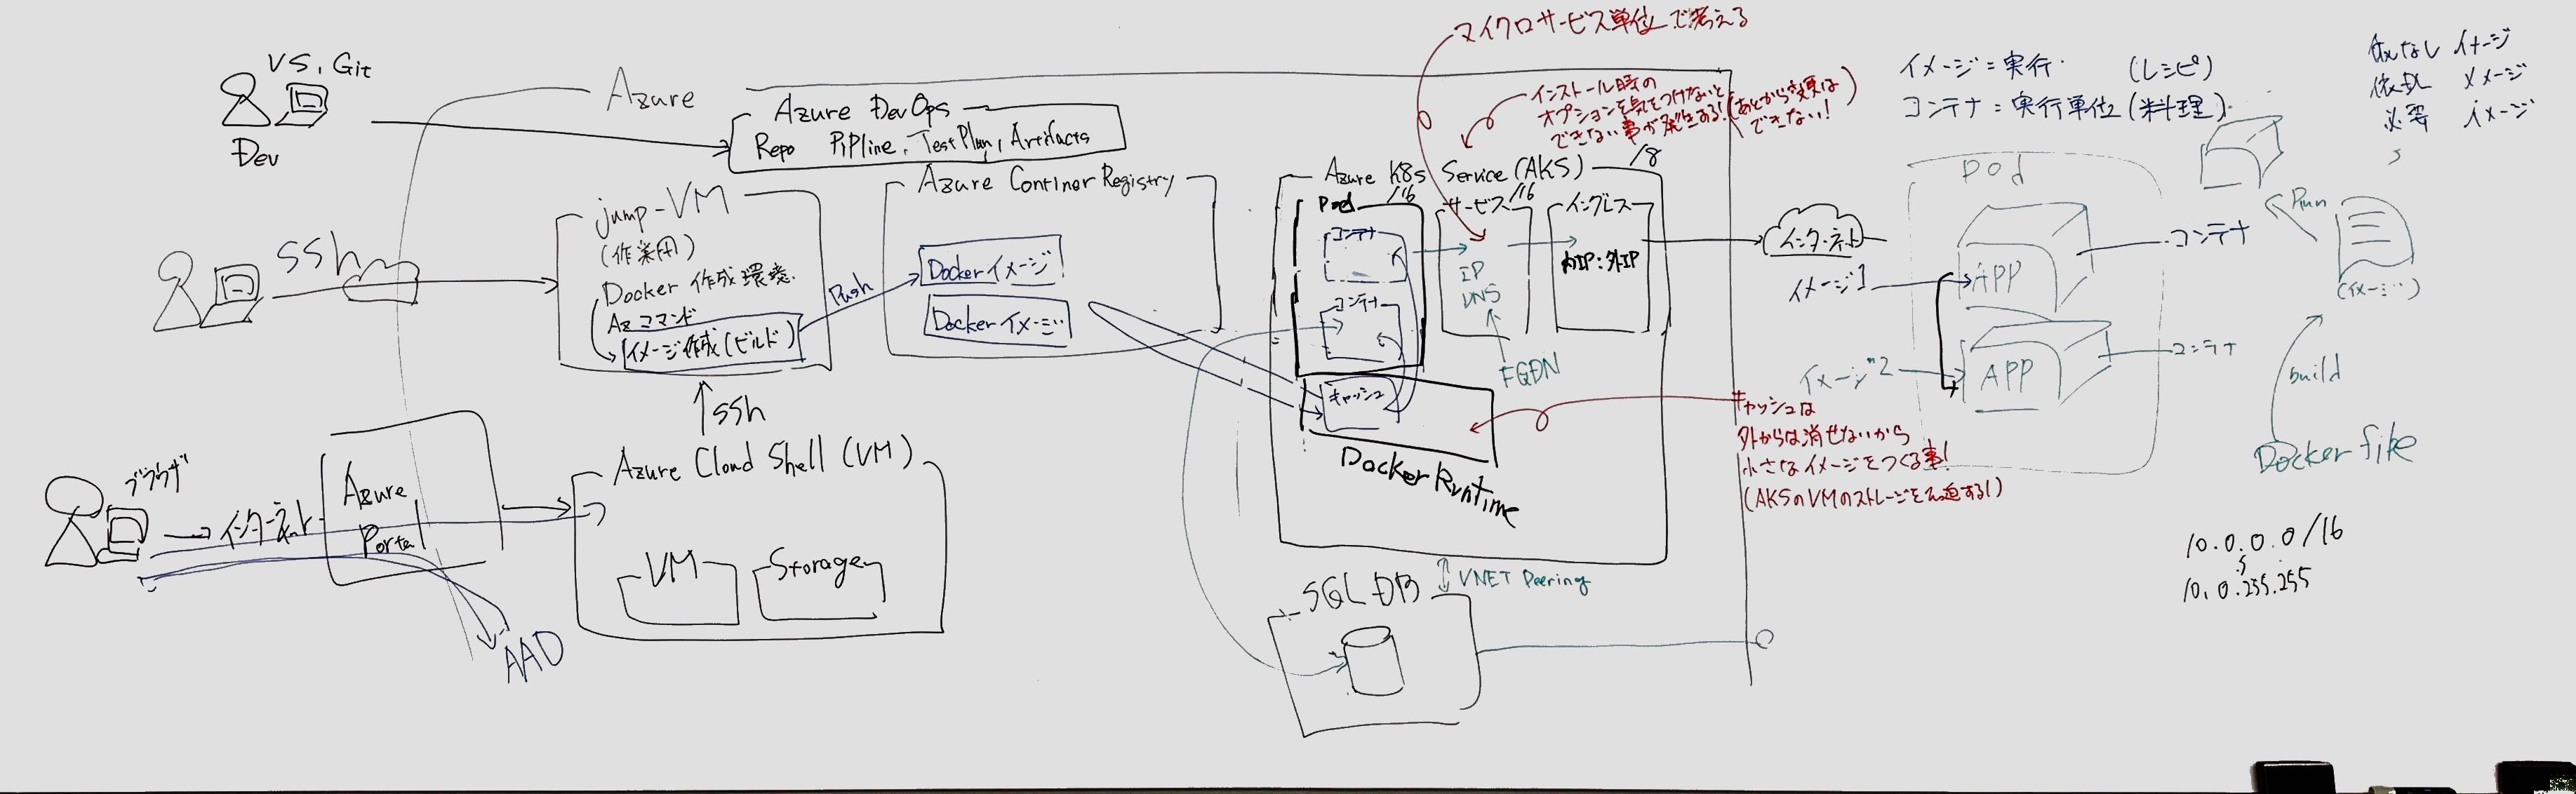 マイクロサービス単位で考える
VS, Git
Dev
Azure
Azure DevOps
Repo PiPline, TestPlan, Artifacts
インストール時の
オプションを気をつけないと
できない事が発生する!(あとから変更は
できない!)
イメージ = 実行 (レシピ)
コンテナ = 実行単位 (料理)
なし イメージ
依存 イメージ
必要 イメージ
ssh
jump-VM
(作業用)
Docker 作成環境
Azコマンド
イメージ作成(ビルド)
Push
Azure Continer Registry
Dockerイメージ
Dockerイメージ
Azure K8s Service (AKS) /8
Pod /16
コンテナ
コンテナ
キャッシュ
Docker Runtime
サービス /16
IP
DNS
FQDN
イングレス
内IP:外IP
インターネット
Pod
イメージ1
APP
コンテナ
イメージ2
APP
コンテナ
Run
(イメージ)
build
Docker file
キャッシュは
外からは消せないから
小さなイメージをつくる事!
(AKSのVMのストレージを圧迫する!)
10.0.0.0/16
10.0.255.255
ssh
ブラウザ
インターネット
Azure
Portal
AAD
Azure Cloud Shell (VM)
VM
Storage
VNET Peering
SQL DB